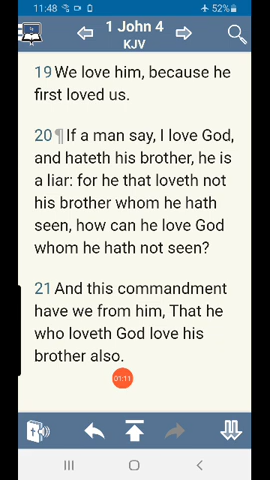 11:48 52%
1 John 4
KJV
19 We love him, because he
first loved us.
20 ¶ If a man say, I love God,
and hateth his brother, he is
a liar: for he that loveth not
his brother whom he hath
seen, how can he love God
whom he hath not seen?
21 And this commandment
have we from him, That he
who loveth God love his
brother also.
01:11